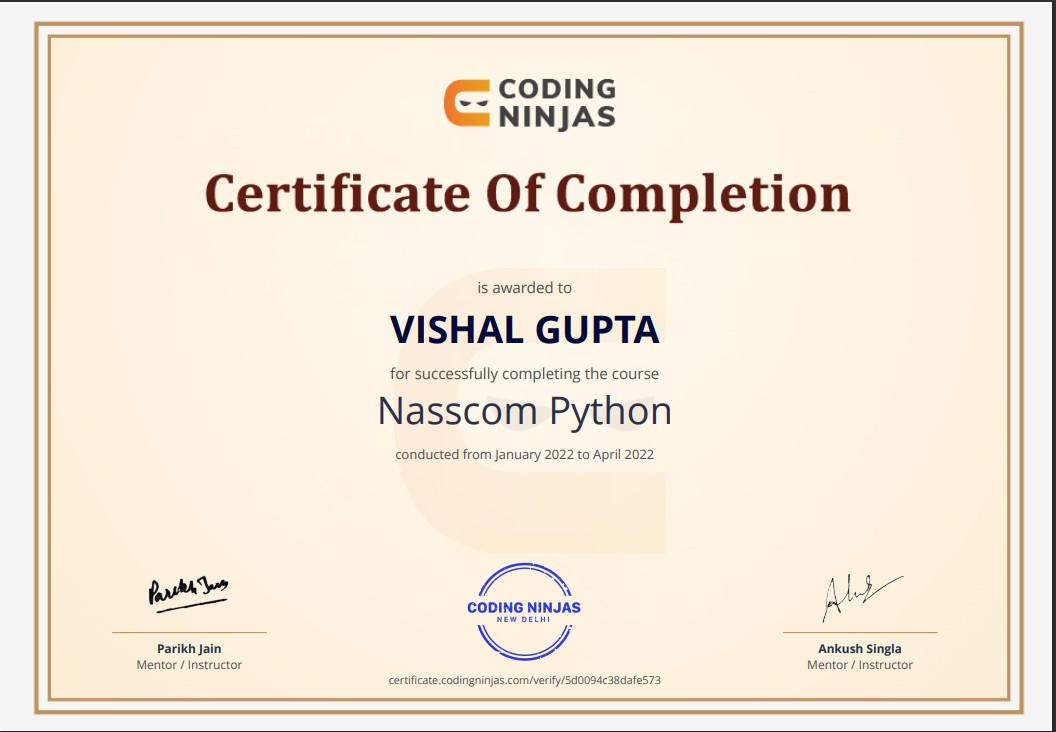 CODING
NINJAS
Certificate Of Completion
is awarded to
VISHAL GUPTA
for successfully completing the course
Nasscom Python
conducted from January 2022 to April 2022
Parikh Jain
CODING NINJAS
NEW DELHI
Parikh Jain
Mentor / Instructor
Ankush Singla
Mentor / Instructor
certificate.codingninjas.com/verify/5d0094c38dafe573